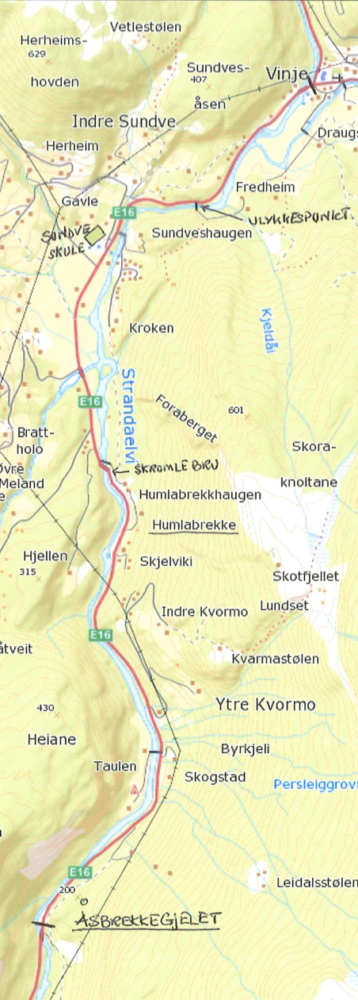 Vetlestølen
Herheims-
629
hovden
Sundves-
407
åsen
Vinje
Indre Sundve
Draugs
Herheim
Fredheim
Gavle
E16
ULYKKESPUNKT.
SUNDVE
SKULE
Sundveshaugen
Kjeldåi
Kroken
Strandaelvi
E16
Foraberget
601
Bratt-
holo
Øvre
Meland
e
Skora-
knoltane
SKROMLE BRU
Humlabrekkhaugen
Humlabrekke
Hjellen
315
Skjelviki
Skotfjellet
Lundset
Indre Kvormo
E16
åtveit
Kvarmastølen
430
Ytre Kvormo
Heiane
Byrkjeli
Taulen
Skogstad
Persleiggrovi
E16
Leidalsstølen
200
ÅSBREKKEGJELET